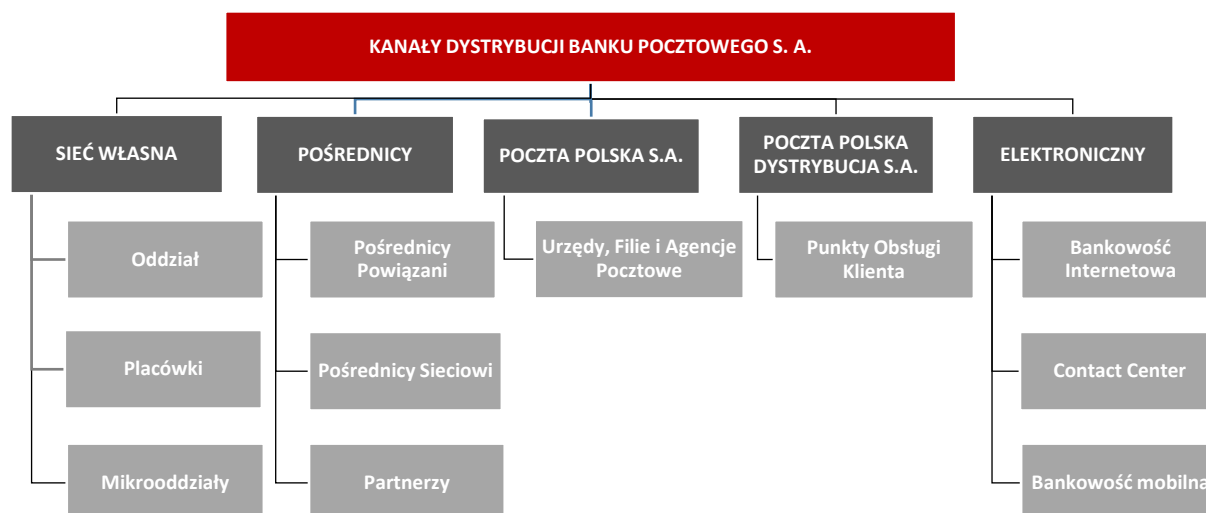 KANAŁY DYSTRYBUCJI BANKU POCZTOWEGO S. A.
SIEĆ WŁASNA
POŚREDNICY
POCZTA POLSKA S.A.
POCZTA POLSKA
DYSTRYBUCJA S.A.
ELEKTRONICZNY
Oddział
Pośrednicy
Powiązani
Urzędy, Filie i Agencje
Pocztowe
Punkty Obsługi
Klienta
Bankowość
Internetowa
Placówki
Pośrednicy Sieciowi
Contact Center
Mikrooddziały
Partnerzy
Bankowość mobilna